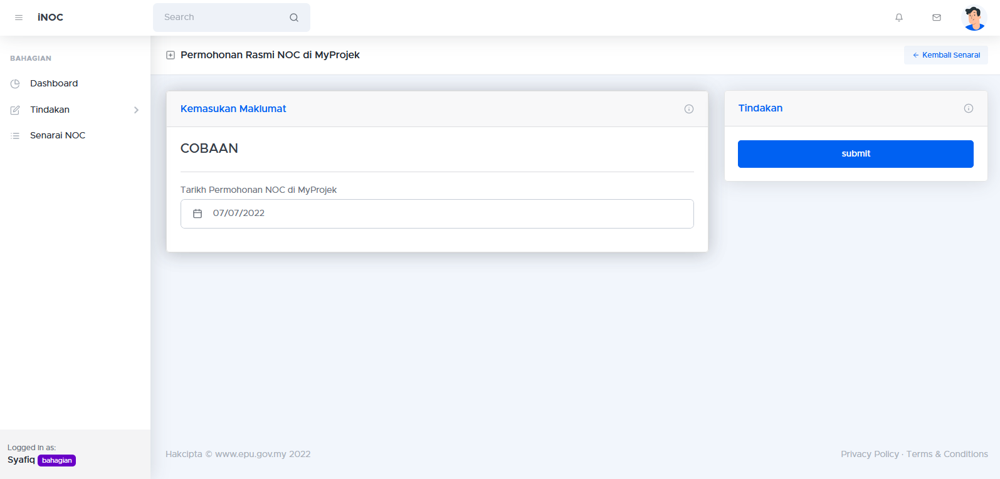 iNOC
Search
BAHAGIAN
Dashboard
Tindakan
Senarai NOC
Logged in as:
Syafiq bahagian
Permohonan Rasmi NOC di MyProjek
Kembali Senarai
Kemasukan Maklumat
COBAAN
Tarikh Permohonan NOC di MyProjek
07/07/2022
Tindakan
submit
Hakcipta © www.epu.gov.my 2022
Privacy Policy · Terms & Conditions